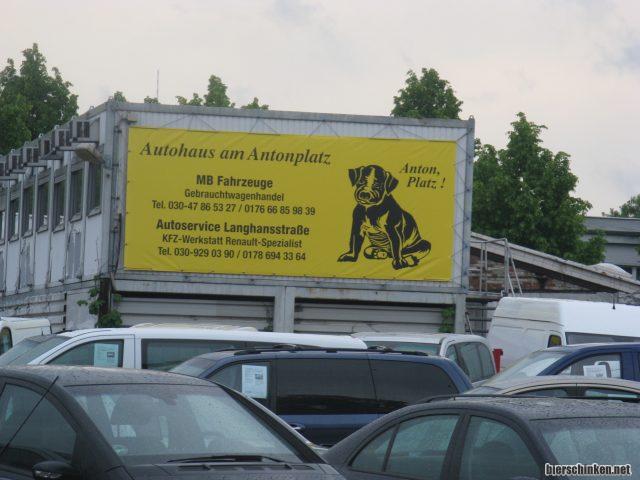 Autohaus am Antonplatz
MB Fahrzeuge
Gebrauchtwagenhandel
Tel. 030-47 86 53 27 / 0176 66 85 98 39
Autoservice Langhansstraße
KFZ-Werkstatt Renault-Spezialist
Tel. 030-929 03 90 / 0178 694 33 64
Anton,
Platz !
bierschinken.net